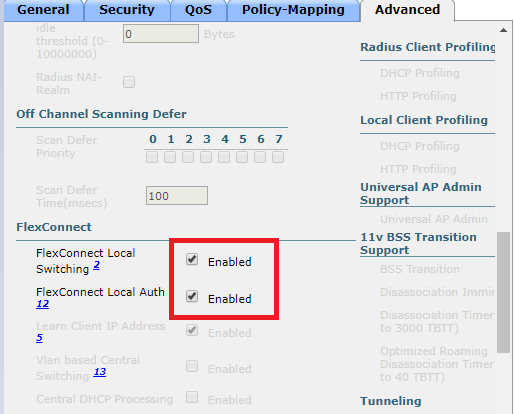 General Security QoS Policy-Mapping Advanced
idle
threshold (0-
10000000)
0 Bytes
Radius NAI-
Realm
Off Channel Scanning Defer
Scan Defer
Priority
0 1 2 3 4 5 6 7
Scan Defer
Time(msecs)
100
FlexConnect
FlexConnect Local
Switching 2
Enabled
FlexConnect Local Auth
12
Enabled
Learn Client IP Address
5
Enabled
Vlan based Central
Switching 13
Enabled
Central DHCP Processing
Enabled
Radius Client Profiling
DHCP Profiling
HTTP Profiling
Local Client Profiling
DHCP Profiling
HTTP Profiling
Universal AP Admin
Support
Universal AP Admin
11v BSS Transition
Support
BSS Transition
Disassociation Immin
Disassociation Timer
to 3000 TBTT)
Optimized Roaming
Disassociation Timer
to 40 TBTT)
Tunneling